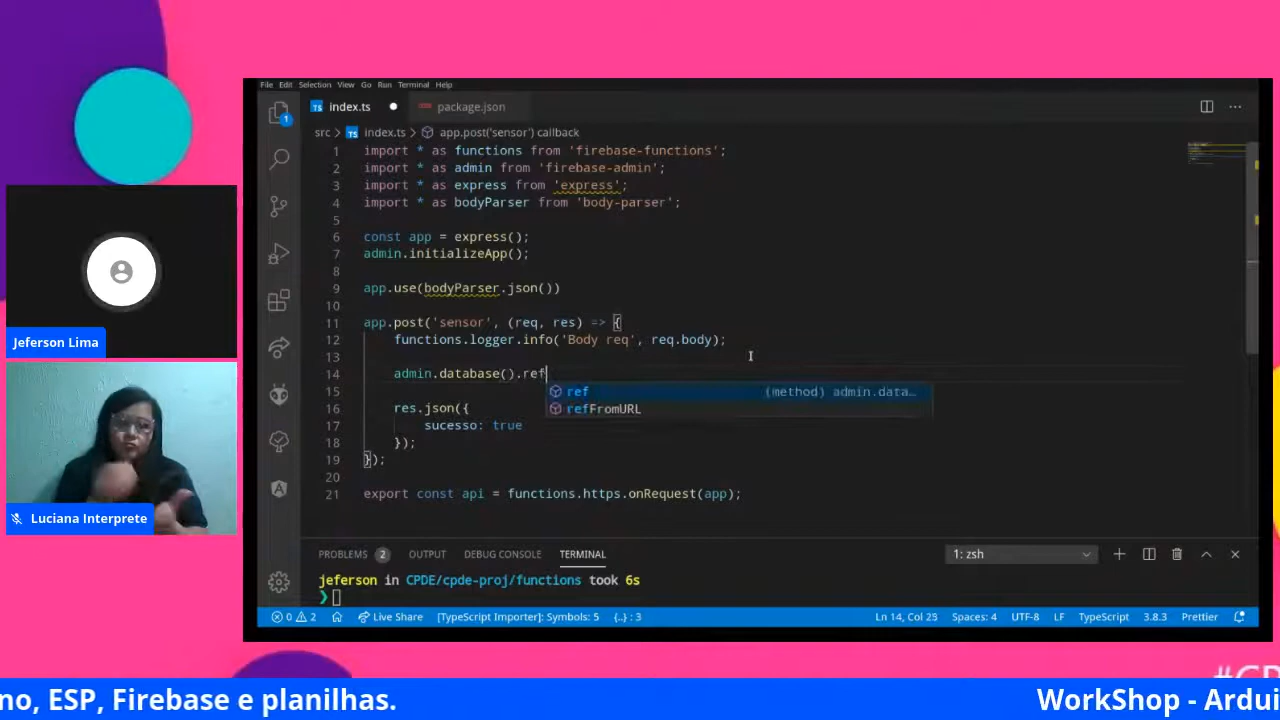 File Edit Selection View Go Run Terminal Help
index.ts
package.json
src > index.ts > app.post('sensor') callback
1 import * as functions from 'firebase-functions';
2 import * as admin from 'firebase-admin';
3 import * as express from 'express';
4 import * as bodyParser from 'body-parser';
5
6 const app = express();
7 admin.initializeApp();
8
9 app.use(bodyParser.json())
10
11 app.post('sensor', (req, res) => {
12 functions.logger.info('Body req', req.body);
13
14 admin.database().ref
ref (method) admin.data…
15
refFromURL
16 res.json({
17 sucesso: true
18 });
19 });
20
21 export const api = functions.https.onRequest(app);
PROBLEMS 2 OUTPUT DEBUG CONSOLE TERMINAL
1: zsh
jeferson in CPDE/cpde-proj/functions took 6s
❯
0 2 Live Share [TypeScript Importer]: Symbols: 5 {..} : 3 Ln 14, Col 25 Spaces: 4 UTF-8 LF TypeScript 3.8.3 Prettier
1
Jeferson Lima
Luciana Interprete
no, ESP, Firebase e planilhas.
WorkShop - Ardui